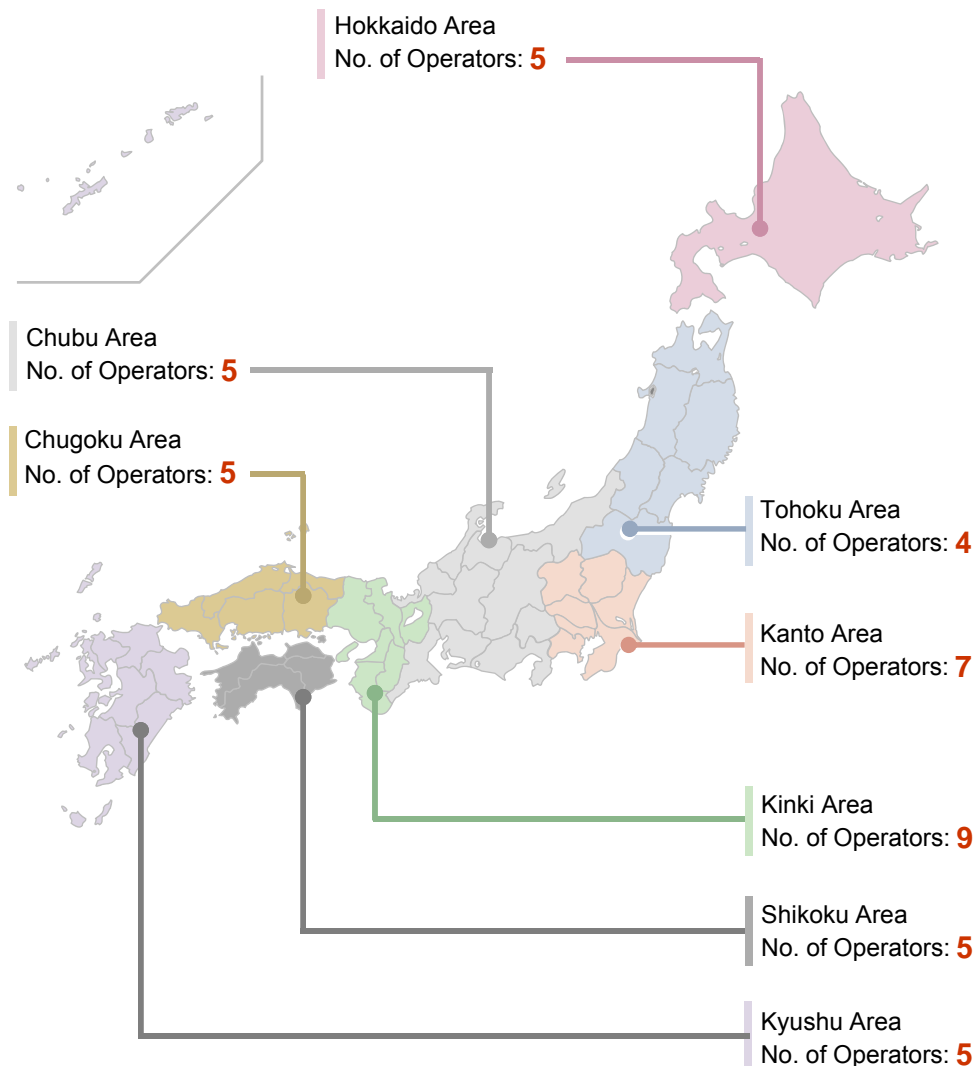 Hokkaido Area
No. of Operators: 5
Chubu Area
No. of Operators: 5
Chugoku Area
No. of Operators: 5
Tohoku Area
No. of Operators: 4
Kanto Area
No. of Operators: 7
Kinki Area
No. of Operators: 9
Shikoku Area
No. of Operators: 5
Kyushu Area
No. of Operators: 5